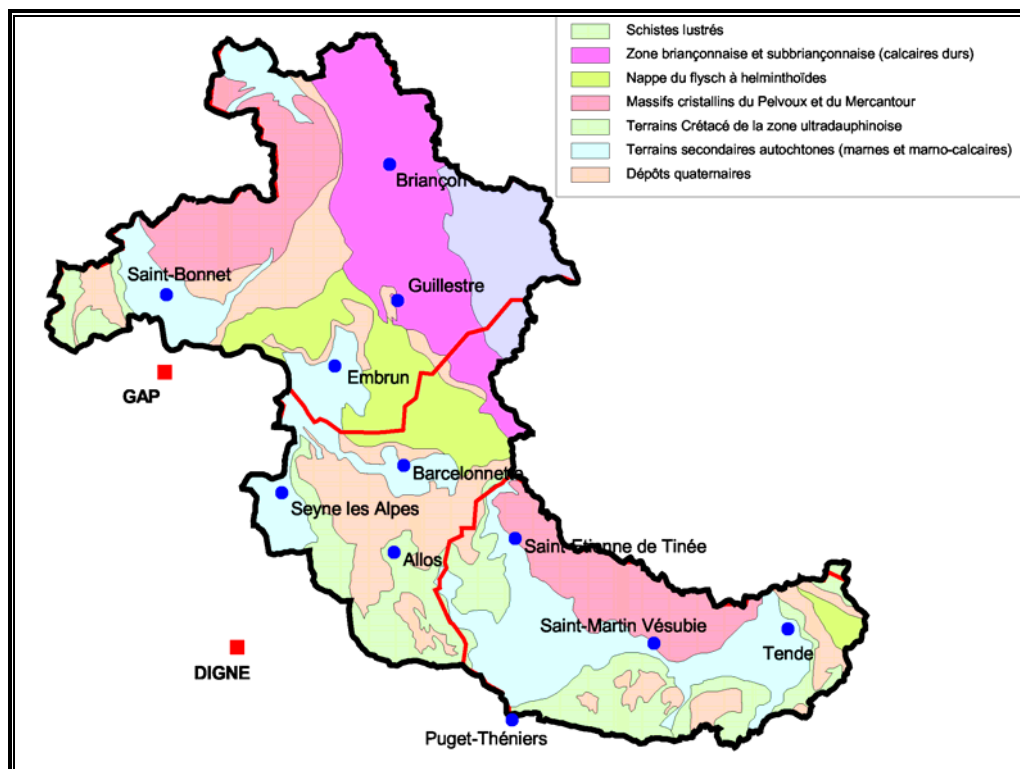 Schistes lustrés
Zone briançonnaise et subbriançonnaise (calcaires durs)
Nappe du flysch à helminthoïdes
Massifs cristallins du Pelvoux et du Mercantour
Terrains Crétacé de la zone ultradauphinoise
Terrains secondaires autochtones (marnes et marno-calcaires)
Dépôts quaternaires
Briançon
Saint-Bonnet
Guillestre
Embrun
GAP
Barcelonnette
Seyne les Alpes
Allos
Saint-Etienne de Tinée
Saint-Martin Vésubie
Tende
DIGNE
Puget-Théniers